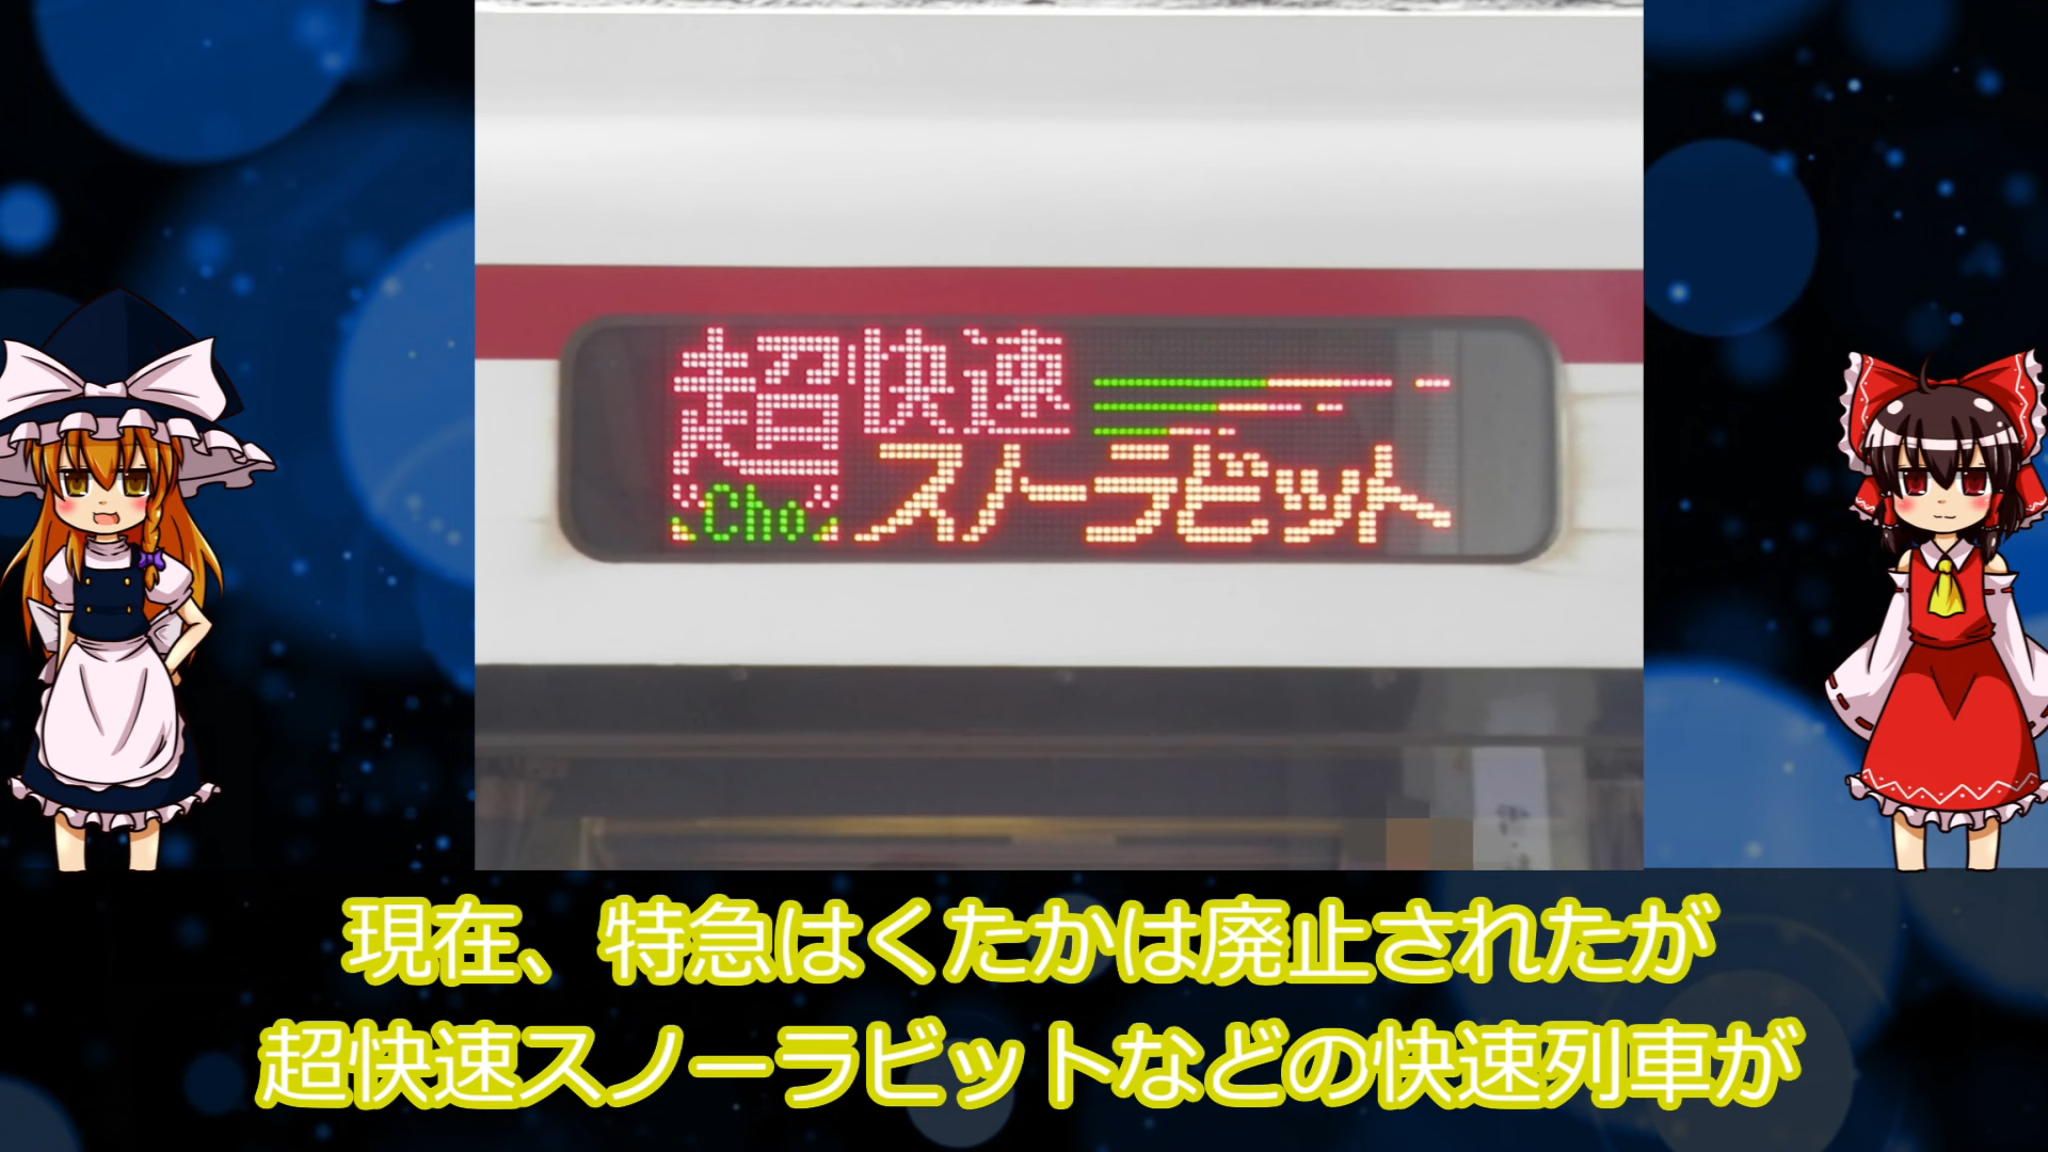 超快速
"Cho" スノーラビット
現在、特急はくたかは廃止されたが
超快速スノーラビットなどの快速列車が